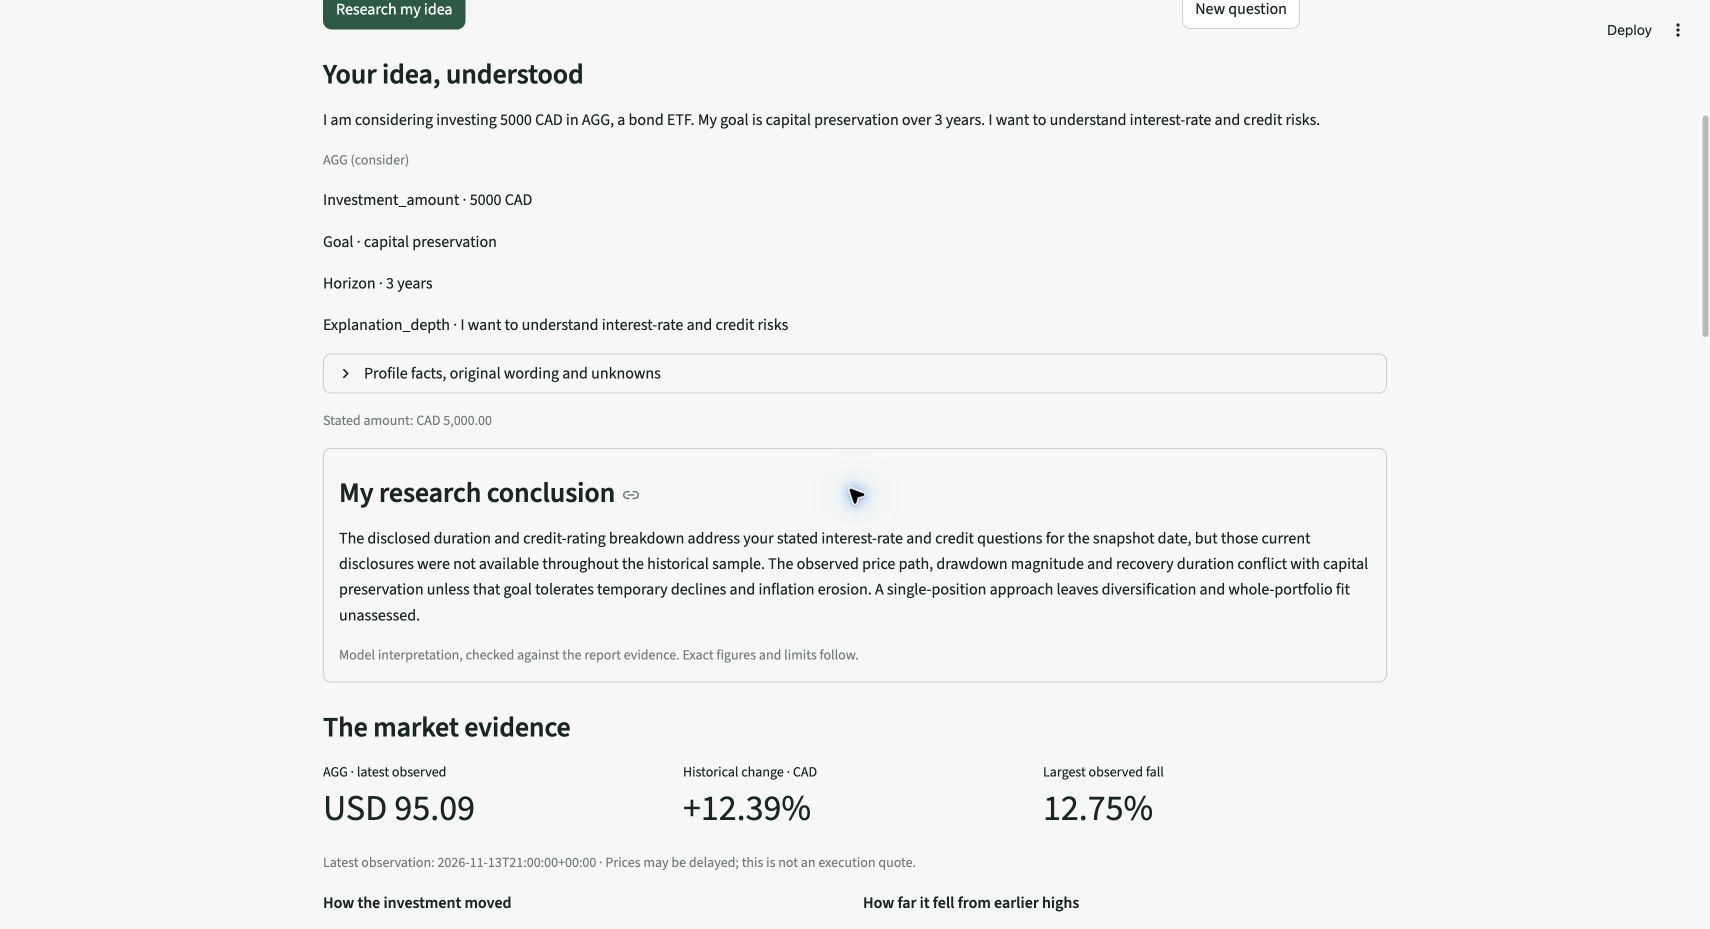 Research my idea
New question
Deploy
Your idea, understood
I am considering investing 5000 CAD in AGG, a bond ETF. My goal is capital preservation over 3 years. I want to understand interest-rate and credit risks.
AGG (consider)
Investment_amount · 5000 CAD
Goal · capital preservation
Horizon · 3 years
Explanation_depth · I want to understand interest-rate and credit risks
Profile facts, original wording and unknowns
Stated amount: CAD 5,000.00
My research conclusion
The disclosed duration and credit-rating breakdown address your stated interest-rate and credit questions for the snapshot date, but those current
disclosures were not available throughout the historical sample. The observed price path, drawdown magnitude and recovery duration conflict with capital
preservation unless that goal tolerates temporary declines and inflation erosion. A single-position approach leaves diversification and whole-portfolio fit
unassessed.
Model interpretation, checked against the report evidence. Exact figures and limits follow.
The market evidence
AGG · latest observed
Historical change · CAD
Largest observed fall
USD 95.09
+12.39%
12.75%
Latest observation: 2026-11-13T21:00:00+00:00 · Prices may be delayed; this is not an execution quote.
How the investment moved
How far it fell from earlier highs